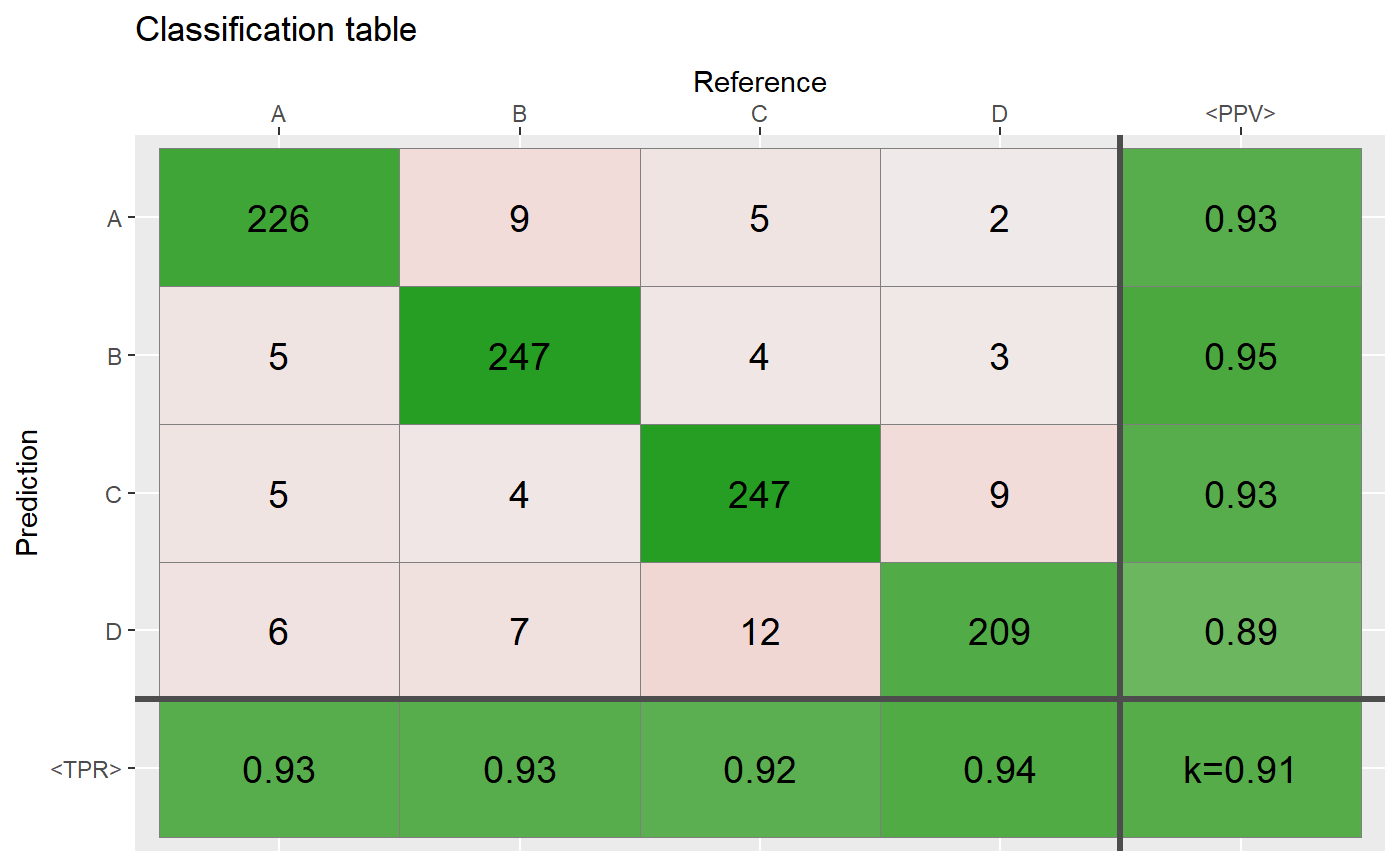 Classification table
Reference
A B C D <PPV>
A 226 9 5 2 0.93
B 5 247 4 3 0.95
C 5 4 247 9 0.93
D 6 7 12 209 0.89
<TPR> 0.93 0.93 0.92 0.94 k=0.91
Prediction